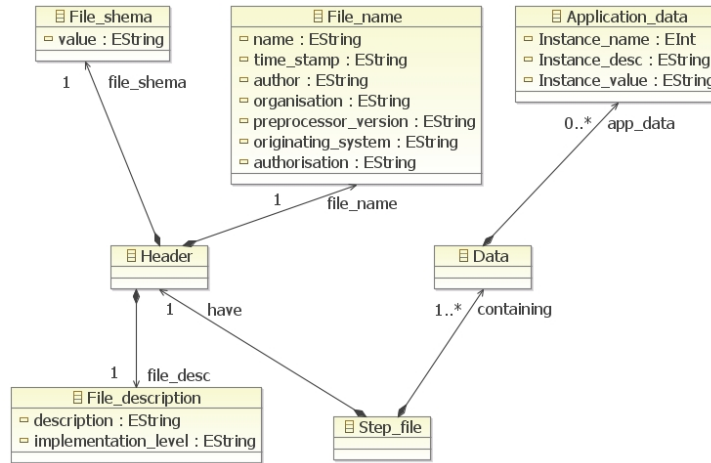 File_shema
value : EString
File_name
name : EString
time_stamp : EString
author : EString
organisation : EString
preprocessor_version : EString
originating_system : EString
authorisation : EString
Application_data
Instance_name : EInt
Instance_desc : EString
Instance_value : EString
1 file_shema
0..* app_data
1 file_name
Header
Data
1 have
1..* containing
1 file_desc
File_description
description : EString
implementation_level : EString
Step_file